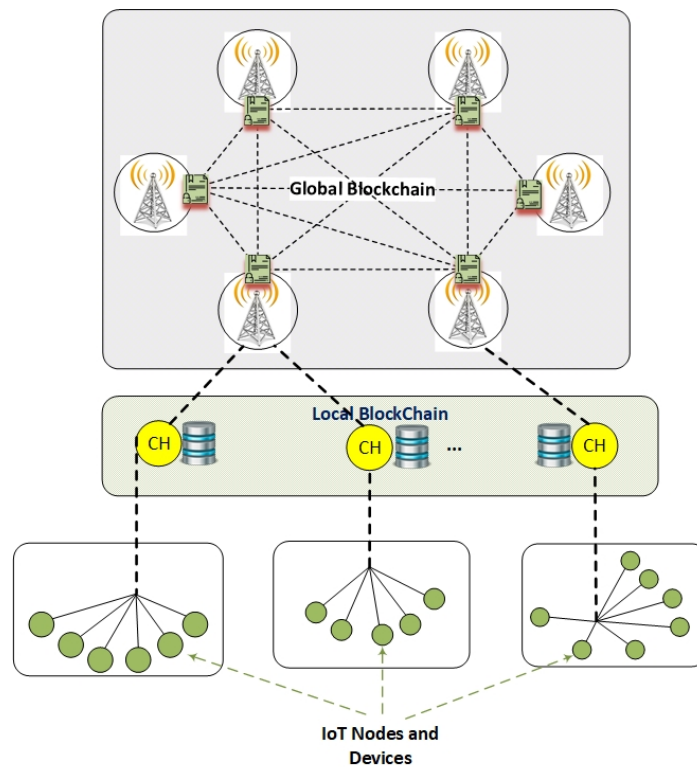 Global Blockchain
Local BlockChain
CH
CH
...
CH
IoT Nodes and
Devices